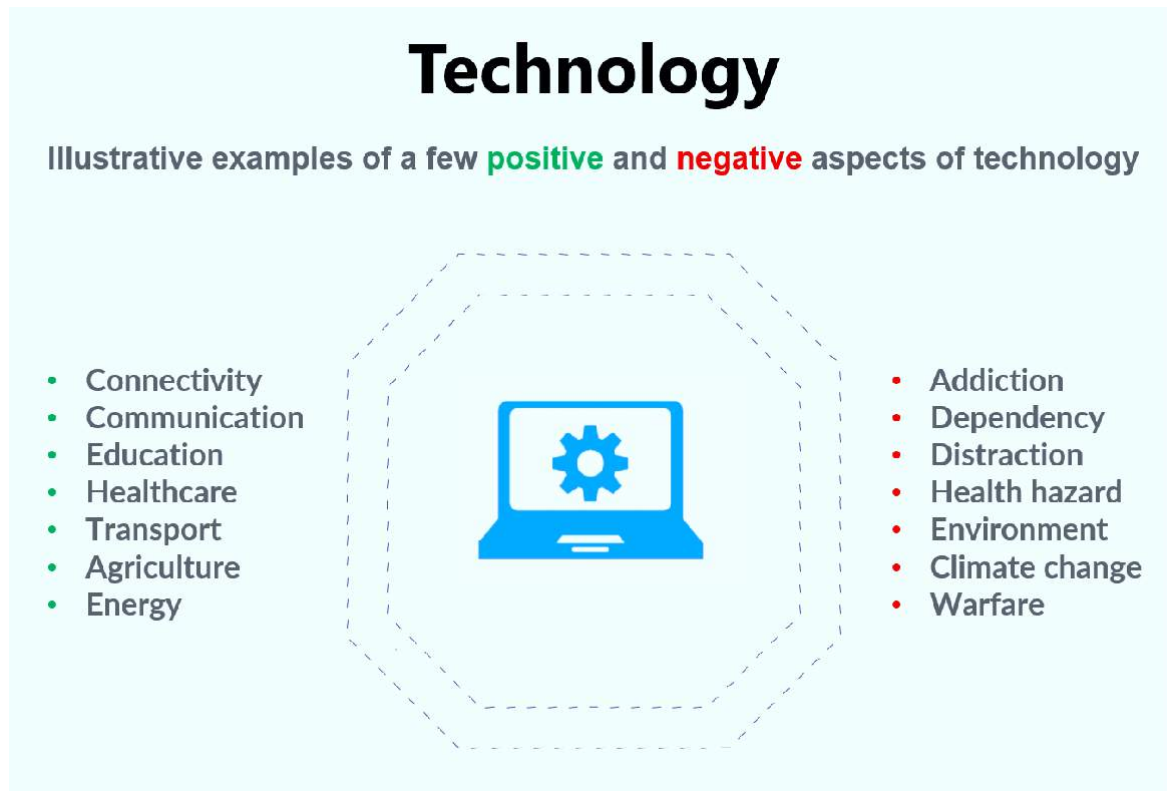 Technology
Illustrative examples of a few positive and negative aspects of technology
• Connectivity
• Communication
• Education
• Healthcare
• Transport
• Agriculture
• Energy
• Addiction
• Dependency
• Distraction
• Health hazard
• Environment
• Climate change
• Warfare